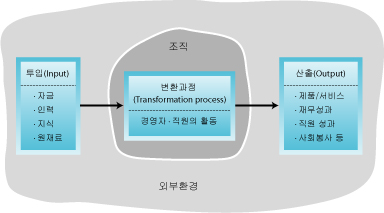 조직
투입(Input)
· 자금
· 인력
· 지식
· 원재료
변환과정
(Transformation process)
경영자 · 직원의 활동
산출(Output)
· 제품/서비스
· 재무성과
· 직원 성과
· 사회봉사 등
외부환경